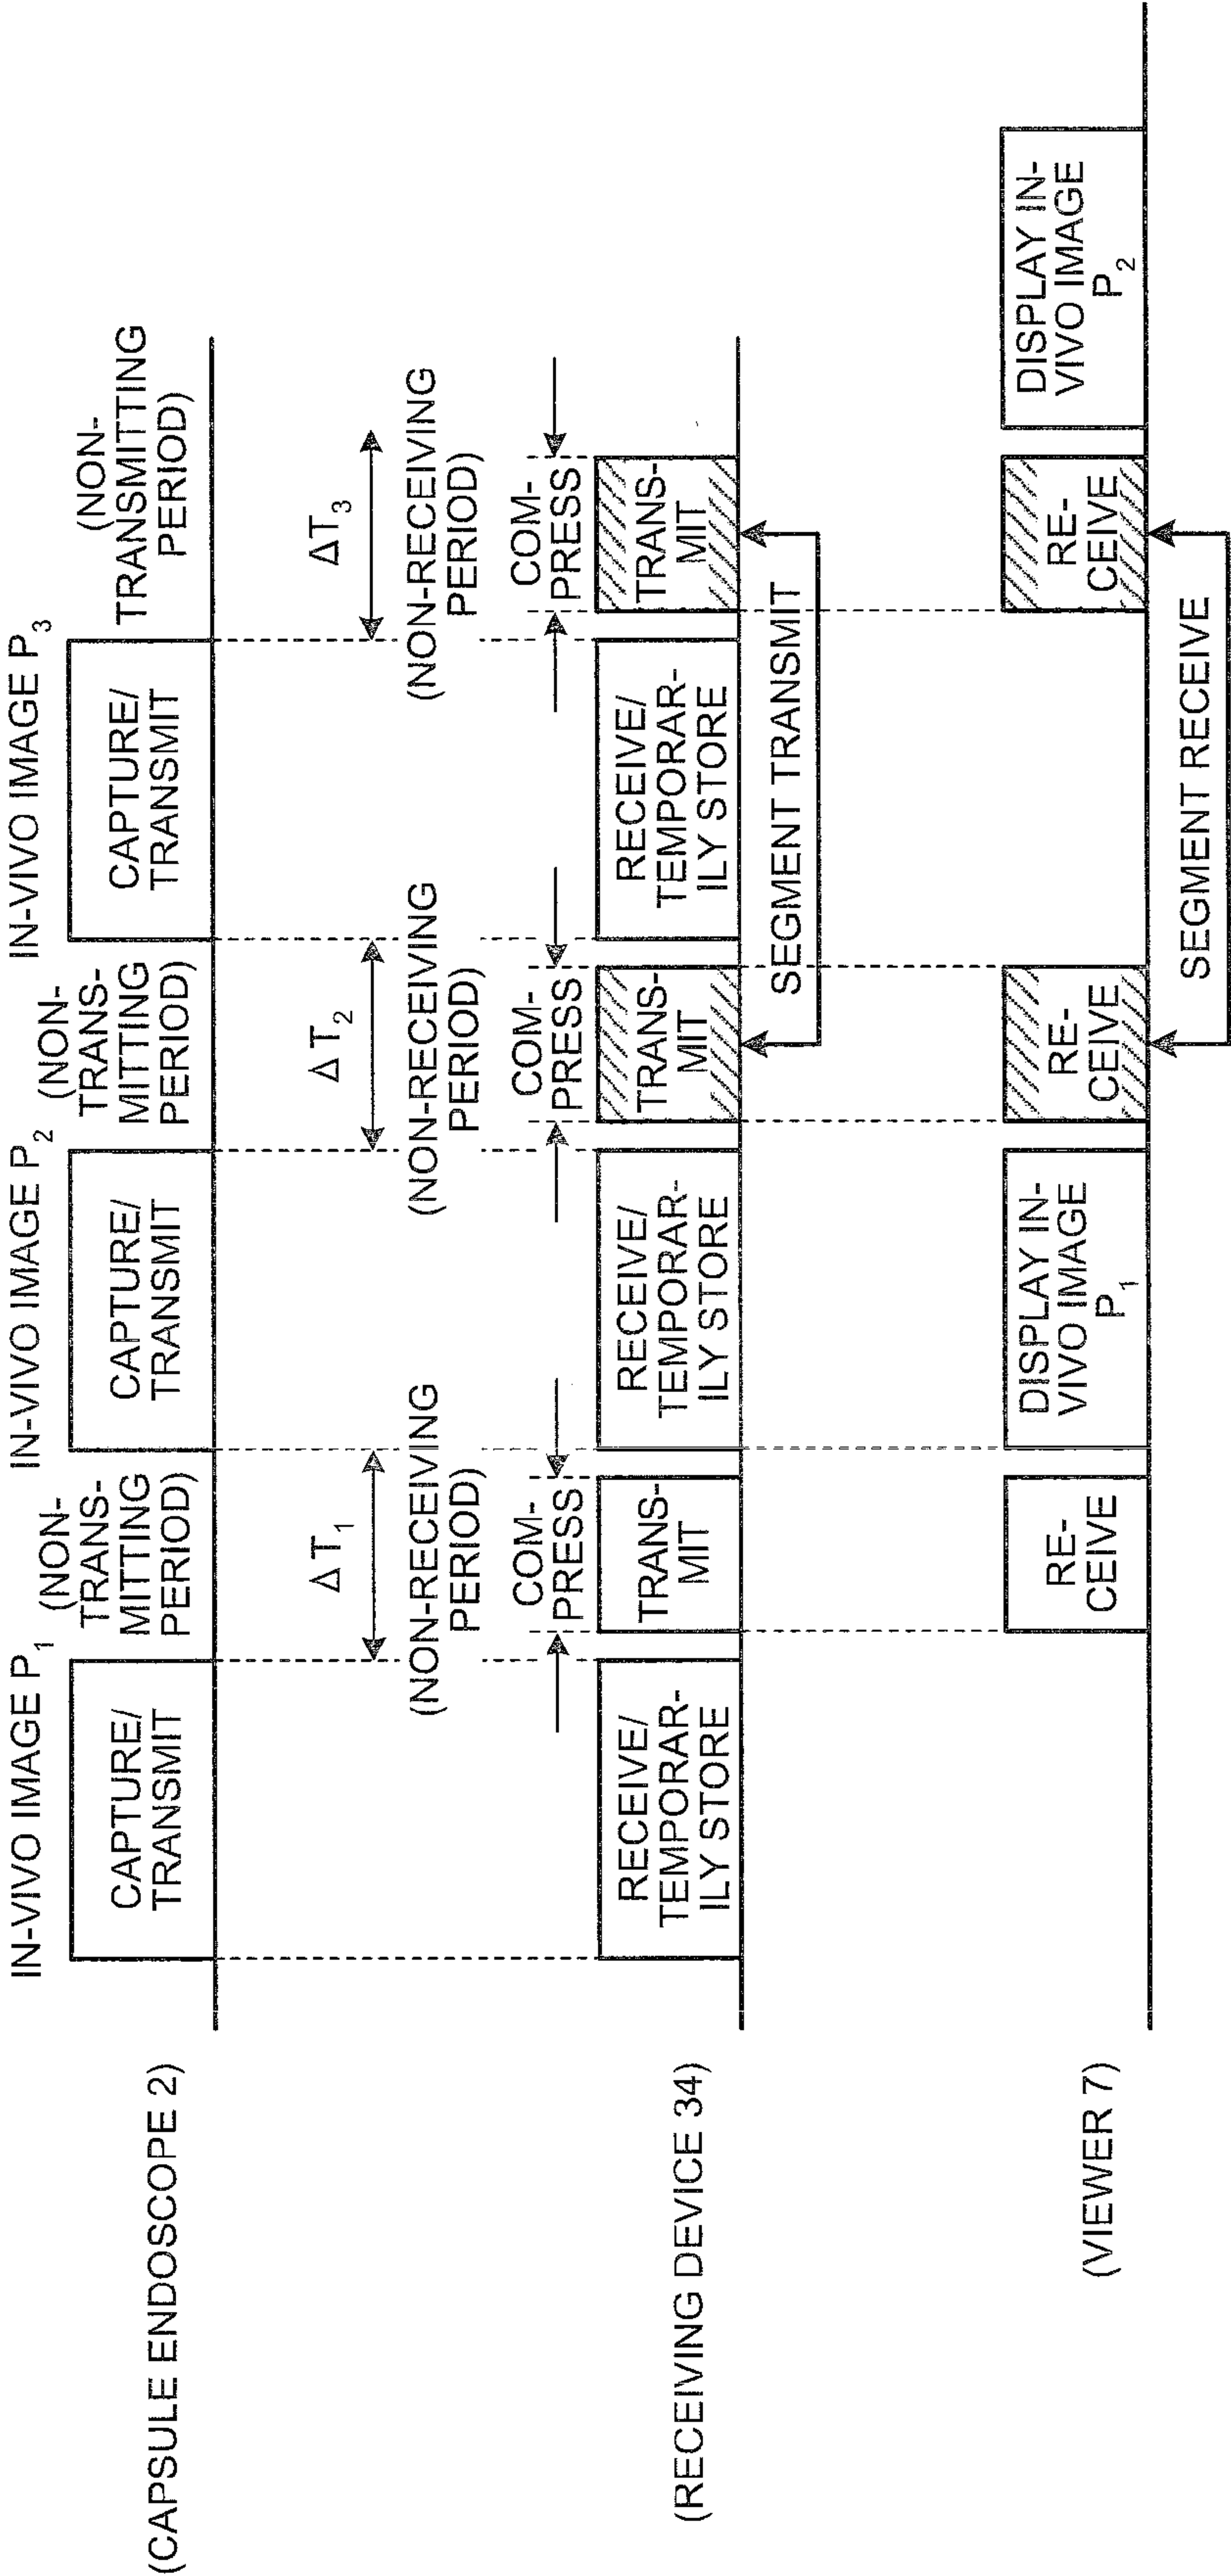 (CAPSULE ENDOSCOPE 2)
IN-VIVO IMAGE P1
CAPTURE/
TRANSMIT
(NON-
TRANS-
MITTING
PERIOD)
IN-VIVO IMAGE P2
CAPTURE/
TRANSMIT
(NON-
TRANS-
MITTING
PERIOD)
IN-VIVO IMAGE P3
CAPTURE/
TRANSMIT
(NON-
TRANSMITTING
PERIOD)
ΔT1
(NON-RECEIVING
PERIOD)
ΔT2
(NON-RECEIVING
PERIOD)
ΔT3
(NON-RECEIVING
PERIOD)
(RECEIVING DEVICE 34)
RECEIVE/
TEMPORAR-
ILY STORE
COM-
PRESS
TRANS-
MIT
RECEIVE/
TEMPORAR-
ILY STORE
COM-
PRESS
TRANS-
MIT
RECEIVE/
TEMPORAR-
ILY STORE
COM-
PRESS
TRANS-
MIT
SEGMENT TRANSMIT
(VIEWER 7)
RE-
CEIVE
DISPLAY IN-
VIVO IMAGE
P1
RE-
CEIVE
RE-
CEIVE
DISPLAY IN-
VIVO IMAGE
P2
SEGMENT RECEIVE